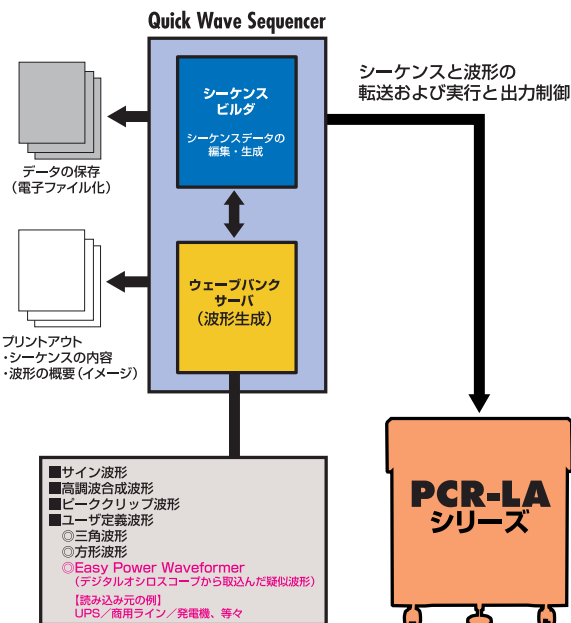 Quick Wave Sequencer
シーケンス
ビルダ
シーケンスデータの
編集・生成
シーケンスと波形の
転送および実行と出力制御
データの保存
（電子ファイル化）
ウェーブバンク
サーバ
（波形生成）
プリントアウト
・シーケンスの内容
・波形の概要（イメージ）
■サイン波形
■高調波合成波形
■ピーククリップ波形
■ユーザ定義波形
◎三角波形
◎方形波形
◎Easy Power Waveformer
（デジタルオシロスコープから取込んだ疑似波形）
【読み込み元の例】
UPS／商用ライン／発電機、等々
PCR-LA
シリーズ